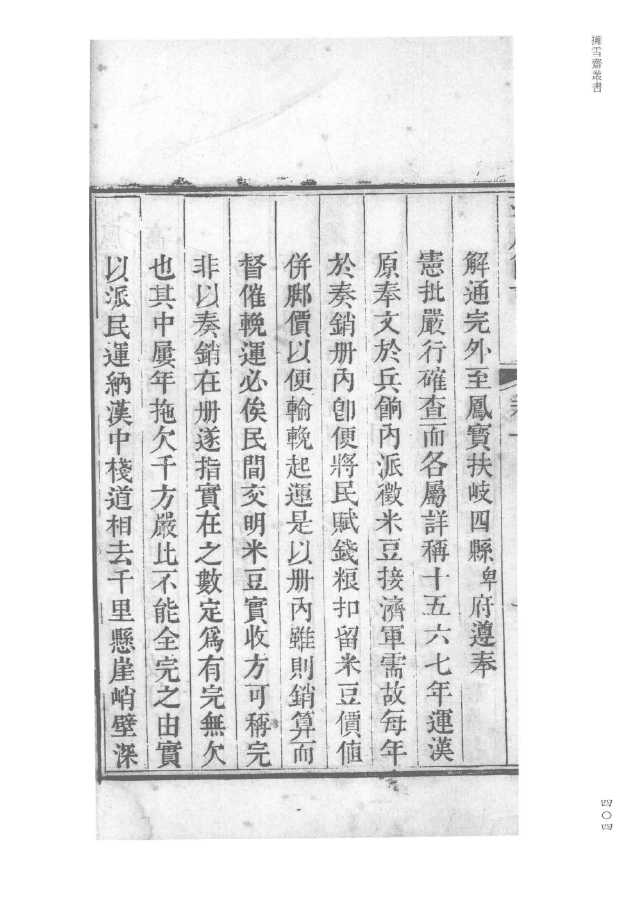 擁雪齋叢書
解通完外至鳳寶扶岐四縣卑府遵奉
憲批嚴行確查而各屬詳稱十五六七年運漢
原奉文於兵餉內派徵米豆接濟軍需故每年
於奏銷册內卽便將民賦錢粮扣留米豆價値
併脚價以便輸輓起運是以册內雖則銷算而
督催輓運必俟民間交明米豆實收方可稱完
非以奏銷在册遂指實在之數定爲有完無欠
也其中屢年拖欠千方嚴比不能全完之由實
以派民運納漢中棧道相去千里懸崖峭壁深
四〇四